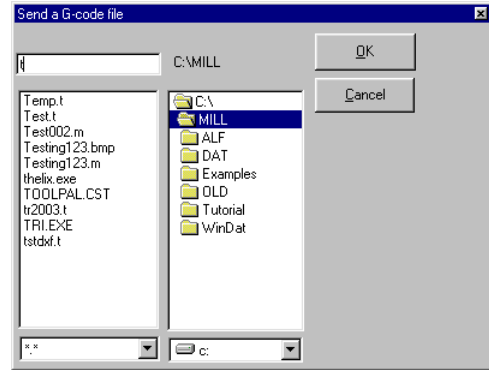 Send a G-code file
t
C:\MILL
OK
Cancel
Temp.t
Test.t
Test002.m
Testing123.bmp
Testing123.m
thelix.exe
TOOLPAL.CST
tr2003.t
TRI.EXE
tstdxf.t
C:\
MILL
ALF
DAT
Examples
OLD
Tutorial
WinDat
*.*
c: